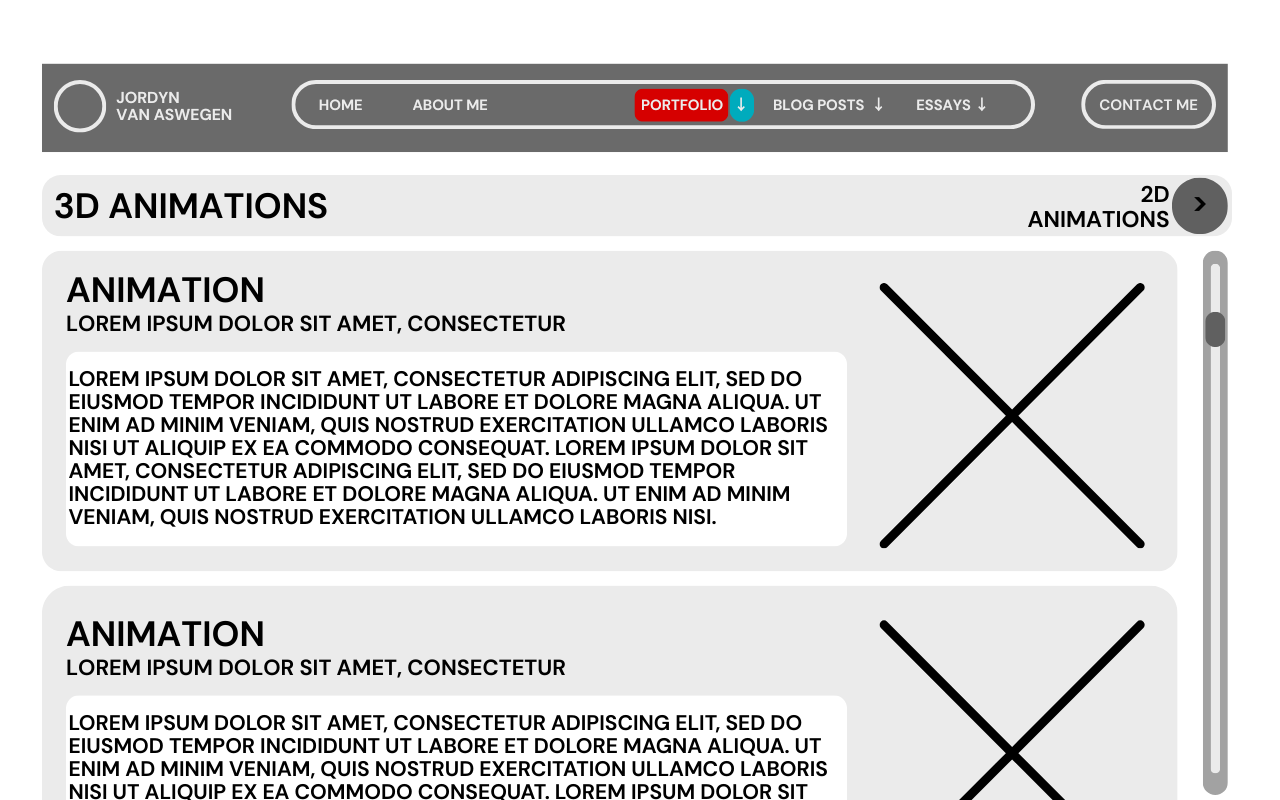 JORDYN
VAN ASWEGEN
HOME
ABOUT ME
PORTFOLIO ↓
BLOG POSTS ↓
ESSAYS ↓
CONTACT ME
3D ANIMATIONS
2D
ANIMATIONS
>
ANIMATION
LOREM IPSUM DOLOR SIT AMET, CONSECTETUR
LOREM IPSUM DOLOR SIT AMET, CONSECTETUR ADIPISCING ELIT, SED DO
EIUSMOD TEMPOR INCIDIDUNT UT LABORE ET DOLORE MAGNA ALIQUA. UT
ENIM AD MINIM VENIAM, QUIS NOSTRUD EXERCITATION ULLAMCO LABORIS
NISI UT ALIQUIP EX EA COMMODO CONSEQUAT. LOREM IPSUM DOLOR SIT
AMET, CONSECTETUR ADIPISCING ELIT, SED DO EIUSMOD TEMPOR
INCIDIDUNT UT LABORE ET DOLORE MAGNA ALIQUA. UT ENIM AD MINIM
VENIAM, QUIS NOSTRUD EXERCITATION ULLAMCO LABORIS NISI.
ANIMATION
LOREM IPSUM DOLOR SIT AMET, CONSECTETUR
LOREM IPSUM DOLOR SIT AMET, CONSECTETUR ADIPISCING ELIT, SED DO
EIUSMOD TEMPOR INCIDIDUNT UT LABORE ET DOLORE MAGNA ALIQUA. UT
ENIM AD MINIM VENIAM, QUIS NOSTRUD EXERCITATION ULLAMCO LABORIS
NISI UT ALIQUIP EX EA COMMODO CONSEQUAT. LOREM IPSUM DOLOR SIT